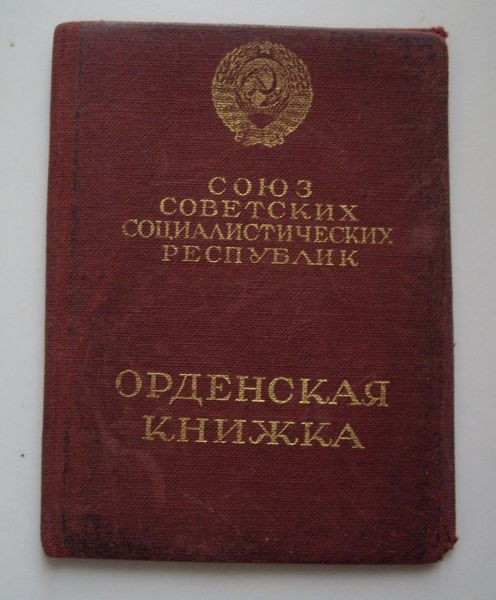 СОЮЗ
СОВЕТСКИХ
СОЦИАЛИСТИЧЕСКИХ
РЕСПУБЛИК
ОРДЕНСКАЯ
КНИЖКА